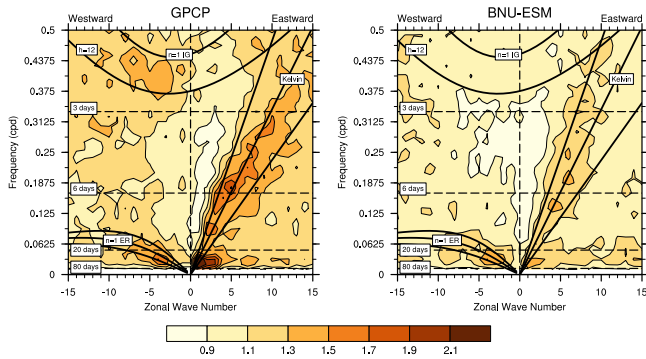 GPCP
Westward
Eastward
h=12
n=1 IG
Kelvin
3 days
6 days
n=1 ER
20 days
80 days
0.5
0.4375
0.375
0.3125
0.25
0.1875
0.125
0.0625
0
Frequency (cpd)
-15 -10 -5 0 5 10 15
Zonal Wave Number
BNU-ESM
Westward
Eastward
h=12
n=1 IG
Kelvin
3 days
6 days
n=1 ER
20 days
80 days
0.5
0.4375
0.375
0.3125
0.25
0.1875
0.125
0.0625
0
Frequency (cpd)
-15 -10 -5 0 5 10 15
Zonal Wave Number
0.9 1.1 1.3 1.5 1.7 1.9 2.1